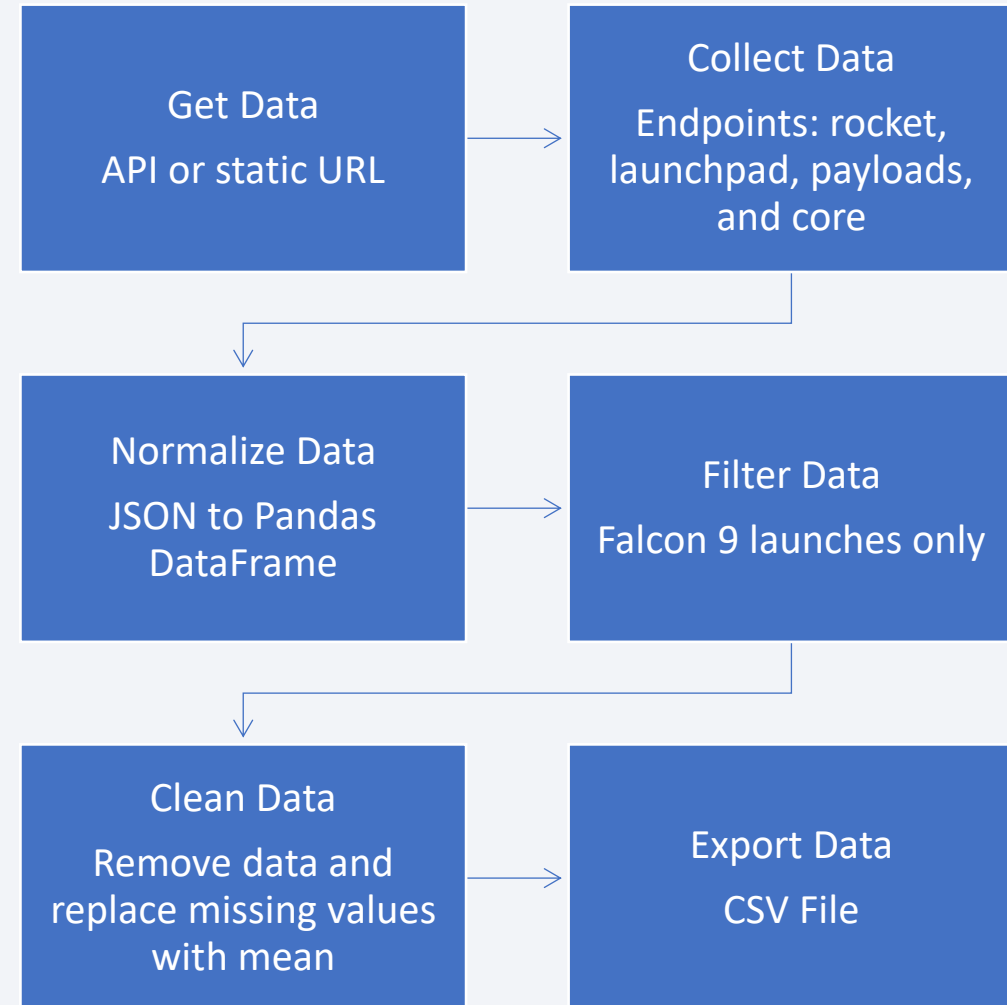 Get Data
API or static URL
Collect Data
Endpoints: rocket,
launchpad, payloads,
and core
Normalize Data
JSON to Pandas
DataFrame
Filter Data
Falcon 9 launches only
Clean Data
Remove data and
replace missing values
with mean
Export Data
CSV File